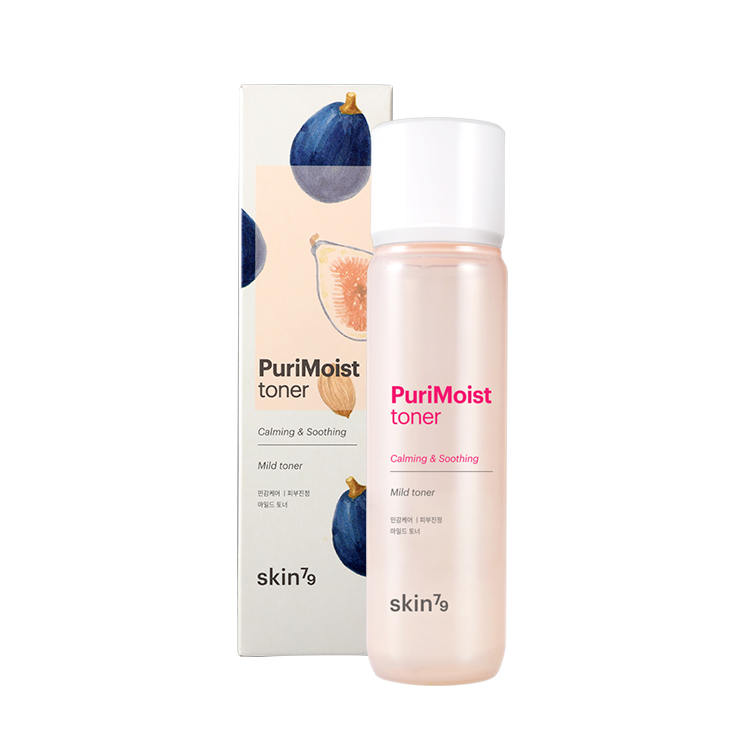 PuriMoist
toner
Calming & Soothing
Mild toner
민감케어 | 피부진정
마일드 토너
skin79
PuriMoist
toner
Calming & Soothing
Mild toner
민감케어 | 피부진정
마일드 토너
skin79